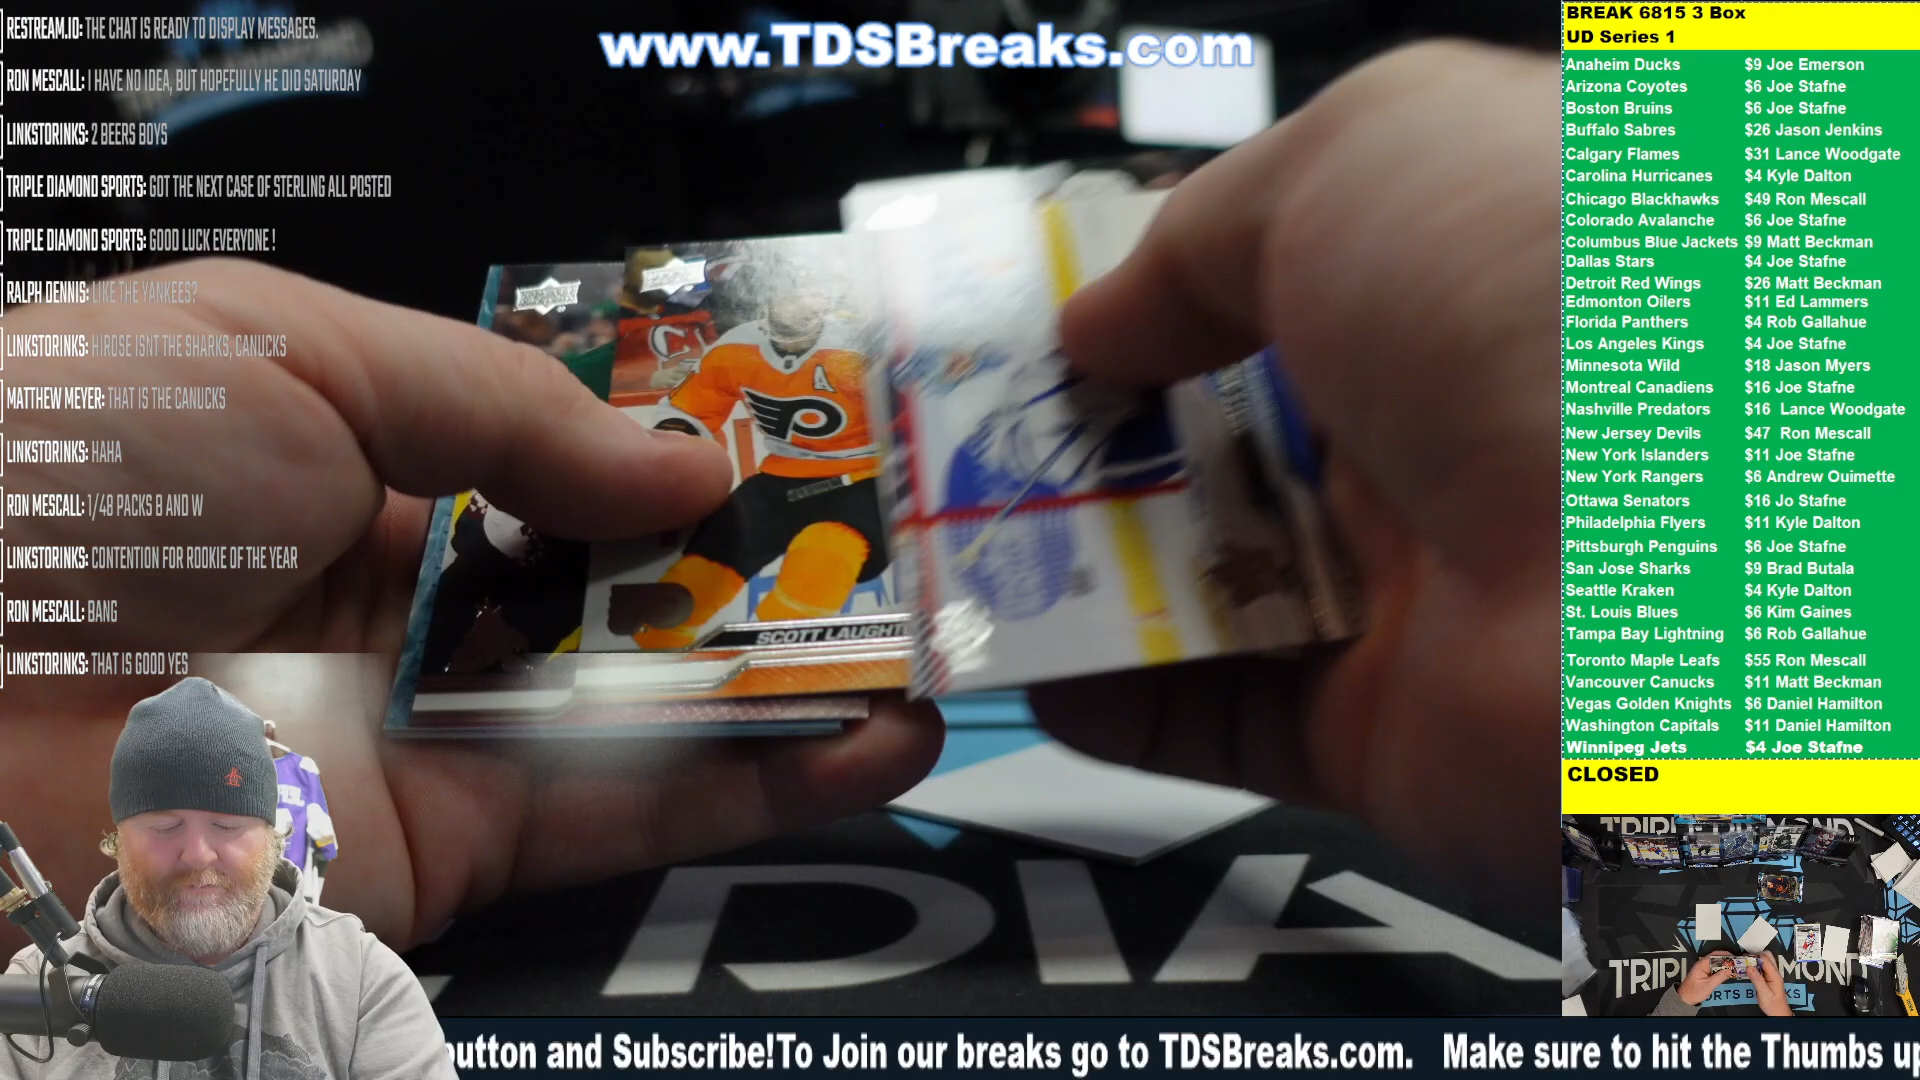 www.TDSBreaks.com
RESTREAM.IO: THE CHAT IS READY TO DISPLAY MESSAGES.
RON MESCALL: I HAVE NO IDEA, BUT HOPEFULLY HE DID SATURDAY
LINKSTORINKS: 2 BEERS BOYS
TRIPLE DIAMOND SPORTS: GOT THE NEXT CASE OF STERLING ALL POSTED
TRIPLE DIAMOND SPORTS: GOOD LUCK EVERYONE !
RALPH DENNIS: LIKE THE YANKEES?
LINKSTORINKS: HIROSE ISNT THE SHARKS, CANUCKS
MATTHEW MEYER: THAT IS THE CANUCKS
LINKSTORINKS: HAHA
RON MESCALL: 1/48 PACKS B AND W
LINKSTORINKS: CONTENTION FOR ROOKIE OF THE YEAR
RON MESCALL: BANG
LINKSTORINKS: THAT IS GOOD YES
SCOTT LAUGHT
DIA
BREAK 6815 3 Box
UD Series 1
Anaheim Ducks $9 Joe Emerson
Arizona Coyotes $6 Joe Stafne
Boston Bruins $6 Joe Stafne
Buffalo Sabres $26 Jason Jenkins
Calgary Flames $31 Lance Woodgate
Carolina Hurricanes $4 Kyle Dalton
Chicago Blackhawks $49 Ron Mescall
Colorado Avalanche $6 Joe Stafne
Columbus Blue Jackets $9 Matt Beckman
Dallas Stars $4 Joe Stafne
Detroit Red Wings $26 Matt Beckman
Edmonton Oilers $11 Ed Lammers
Florida Panthers $4 Rob Gallahue
Los Angeles Kings $4 Joe Stafne
Minnesota Wild $18 Jason Myers
Montreal Canadiens $16 Joe Stafne
Nashville Predators $16 Lance Woodgate
New Jersey Devils $47 Ron Mescall
New York Islanders $11 Joe Stafne
New York Rangers $6 Andrew Ouimette
Ottawa Senators $16 Jo Stafne
Philadelphia Flyers $11 Kyle Dalton
Pittsburgh Penguins $6 Joe Stafne
San Jose Sharks $9 Brad Butala
Seattle Kraken $4 Kyle Dalton
St. Louis Blues $6 Kim Gaines
Tampa Bay Lightning $6 Rob Gallahue
Toronto Maple Leafs $55 Ron Mescall
Vancouver Canucks $11 Matt Beckman
Vegas Golden Knights $6 Daniel Hamilton
Washington Capitals $11 Daniel Hamilton
Winnipeg Jets $4 Joe Stafne
CLOSED
button and Subscribe!To Join our breaks go to TDSBreaks.com. Make sure to hit the Thumbs up